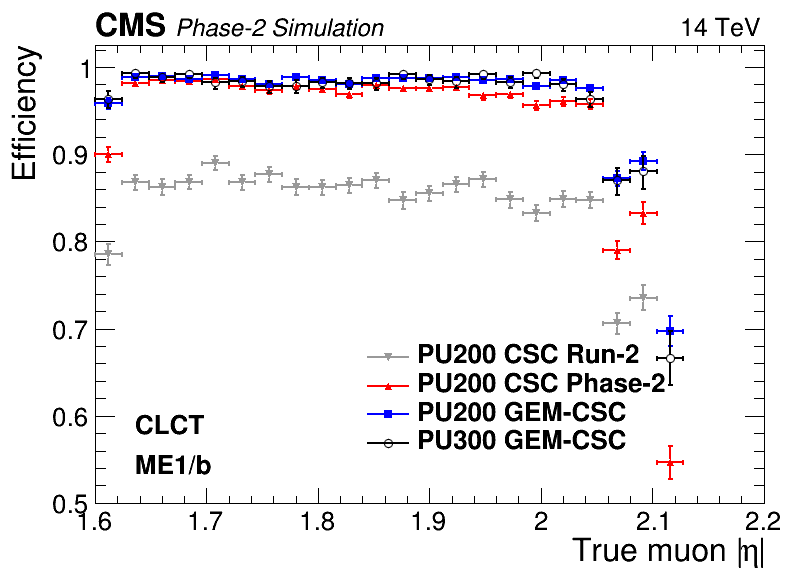 CMS Phase-2 Simulation 14 TeV
Efficiency
1
0.9
0.8
0.7
0.6
0.5
PU200 CSC Run-2
PU200 CSC Phase-2
PU200 GEM-CSC
PU300 GEM-CSC
CLCT
ME1/b
1.6 1.7 1.8 1.9 2 2.1 2.2
True muon |η|